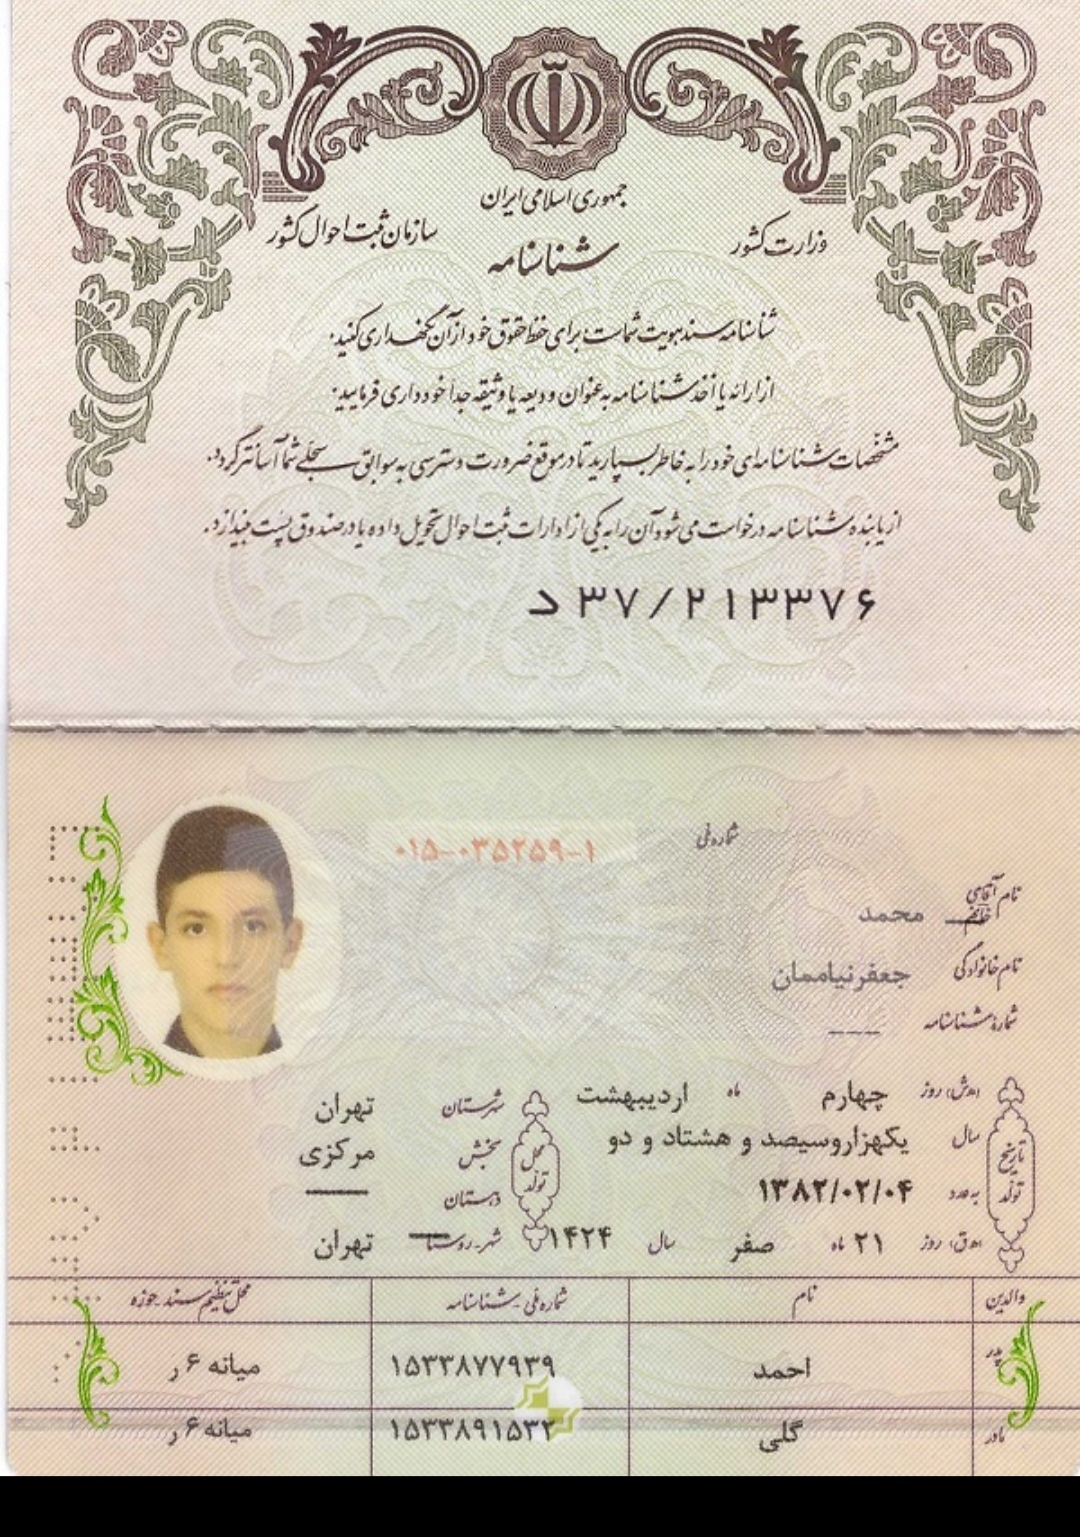 جمهوری اسلامی ایران
وزارت کشور
سازمان ثبت احوال کشور
شناسنامه
شناسنامه سند هویت شماست برای حفظ حقوق خود از آن نگهداری کنید.
از ارائه یا اخذ شناسنامه به عنوان ودیعه یا وثیقه جداً خودداری فرمایید.
مشخصات شناسنامه‌ای خود را به خاطر بسپارید تا در موقع ضرورت دسترسی به سوابق سجلی شما آسانتر گردد.
از یابنده شناسنامه درخواست می‌شود آن را به یکی از ادارات ثبت احوال تحویل داده یا در صندوق پست بیندازد.
د ۳۷/۲۱۳۳۷۶
شماره ملی ۰۱۵-۰۳۵۲۵۹-۱
نام آقای خانم محمد
نام خانوادگی جعفرنیاممان
شماره شناسنامه ---
تاریخ تولد
(ه.ش) روز چهارم ماه اردیبهشت
سال یکهزاروسیصد و هشتاد و دو
به عدد ۱۳۸۲/۰۲/۰۴
(ه.ق) روز ۲۱ ماه صفر سال ۱۴۲۴
محل تولد
شهرستان تهران
بخش مرکزی
دهستان ——
شهر-روستا تهران
والدین نام شماره ملی-شناسنامه محل تنظیم سند-حوزه
پدر احمد ۱۵۳۳۸۷۷۹۳۹ میانه ۶ ر
مادر گلی ۱۵۳۳۸۹۱۵۳۲ میانه ۶ ر